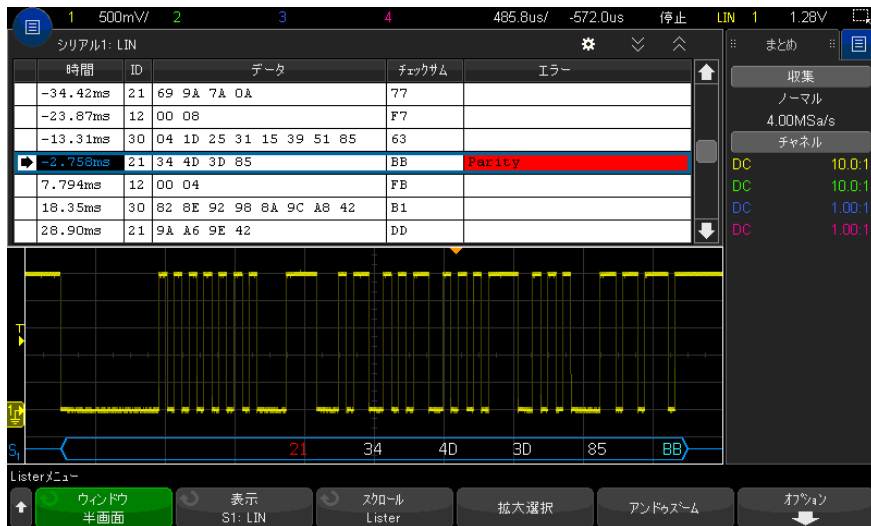 1 500mV/ 2 3 4 485.8us/ -572.0us 停止 LIN 1 1.28V
シリアル1: LIN
まとめ
時間 ID データ チェックサム エラー
-34.42ms 21 69 9A 7A 0A 77
-23.87ms 12 00 08 F7
-13.31ms 30 04 1D 25 31 15 39 51 85 63
-2.758ms 21 34 4D 3D 85 BB Parity
7.794ms 12 00 04 FB
18.35ms 30 82 8E 92 98 8A 9C A8 42 B1
28.90ms 21 9A A6 9E 42 DD
収集
ノーマル
4.00MSa/s
チャネル
DC 10.0:1
DC 10.0:1
DC 1.00:1
DC 1.00:1
T
1
S1 21 34 4D 3D 85 BB
Listerメニュー
ウィンドウ
半画面
表示
S1: LIN
スクロール
Lister
拡大選択
アンドゥズーム
オプション